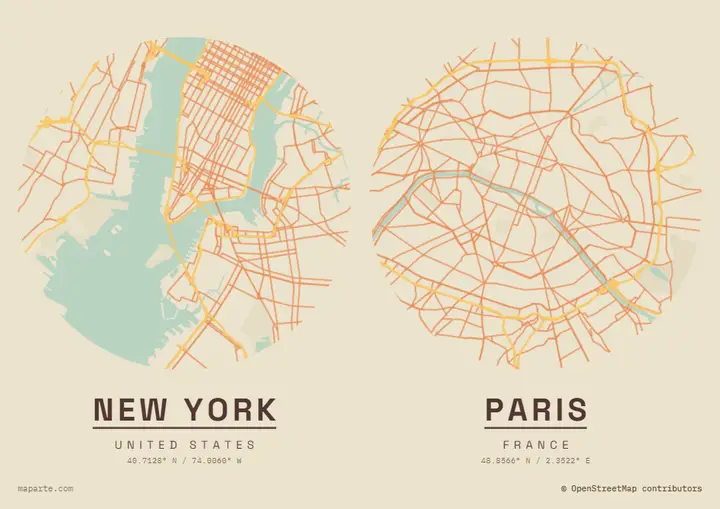 NEW YORK
UNITED STATES
40.7128° N / 74.0060° W
PARIS
FRANCE
48.8566° N / 2.3522° E
maparte.com
© OpenStreetMap contributors